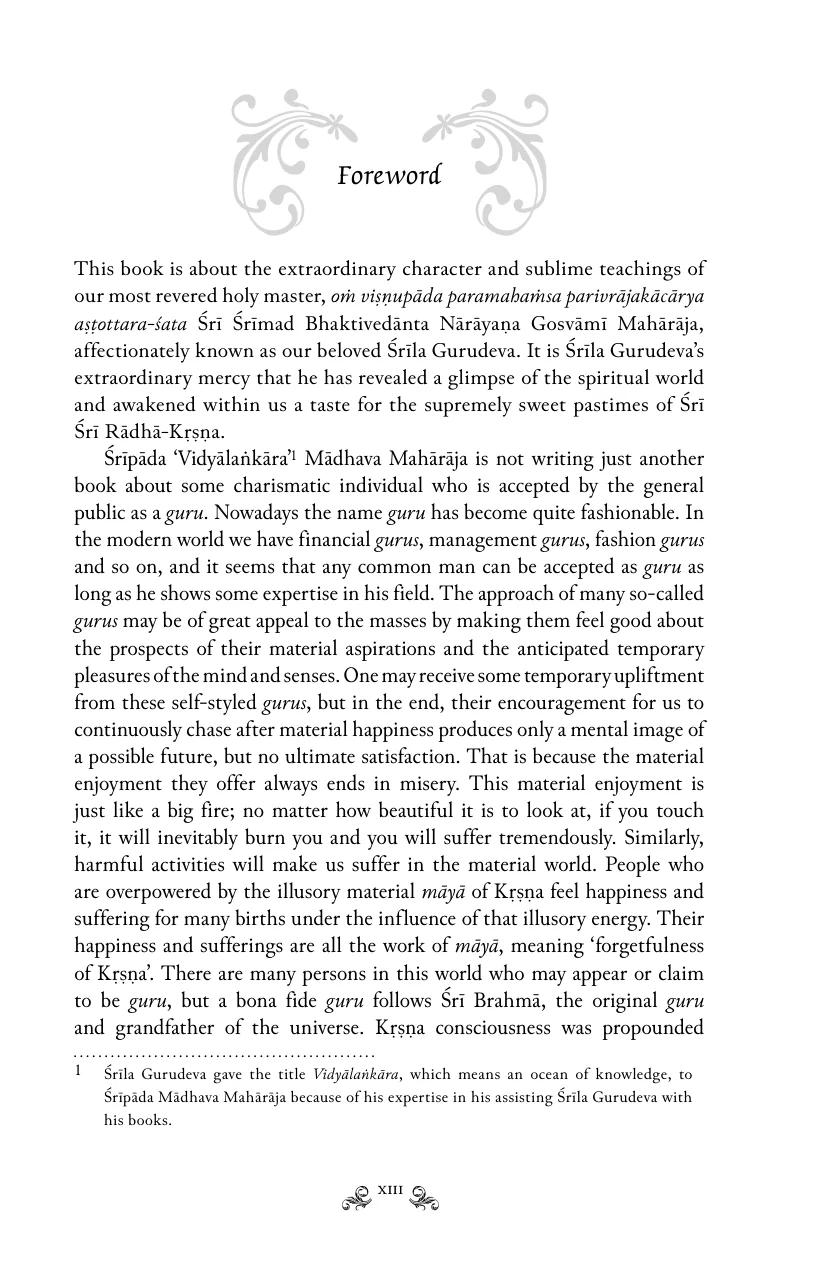 Foreword
This book is about the extraordinary character and sublime teachings of
our most revered holy master, oṁ viṣṇupāda paramahaṁsa parivrājakācārya
aṣṭottara-śata Śrī Śrīmad Bhaktivedānta Nārāyaṇa Gosvāmī Mahārāja,
affectionately known as our beloved Śrīla Gurudeva. It is Śrīla Gurudeva’s
extraordinary mercy that he has revealed a glimpse of the spiritual world
and awakened within us a taste for the supremely sweet pastimes of Śrī
Śrī Rādhā-Kṛṣṇa.
Śrīpāda ‘Vidyālaṅkāra’1 Mādhava Mahārāja is not writing just another
book about some charismatic individual who is accepted by the general
public as a guru. Nowadays the name guru has become quite fashionable. In
the modern world we have financial gurus, management gurus, fashion gurus
and so on, and it seems that any common man can be accepted as guru as
long as he shows some expertise in his field. The approach of many so-called
gurus may be of great appeal to the masses by making them feel good about
the prospects of their material aspirations and the anticipated temporary
pleasures of the mind and senses. One may receive some temporary upliftment
from these self-styled gurus, but in the end, their encouragement for us to
continuously chase after material happiness produces only a mental image of
a possible future, but no ultimate satisfaction. That is because the material
enjoyment they offer always ends in misery. This material enjoyment is
just like a big fire; no matter how beautiful it is to look at, if you touch
it, it will inevitably burn you and you will suffer tremendously. Similarly,
harmful activities will make us suffer in the material world. People who
are overpowered by the illusory material māyā of Kṛṣṇa feel happiness and
suffering for many births under the influence of that illusory energy. Their
happiness and sufferings are all the work of māyā, meaning ‘forgetfulness
of Kṛṣṇa’. There are many persons in this world who may appear or claim
to be guru, but a bona fide guru follows Śrī Brahmā, the original guru
and grandfather of the universe. Kṛṣṇa consciousness was propounded
1 Śrīla Gurudeva gave the title Vidyālaṅkāra, which means an ocean of knowledge, to
Śrīpāda Mādhava Mahārāja because of his expertise in his assisting Śrīla Gurudeva with
his books.
XIII